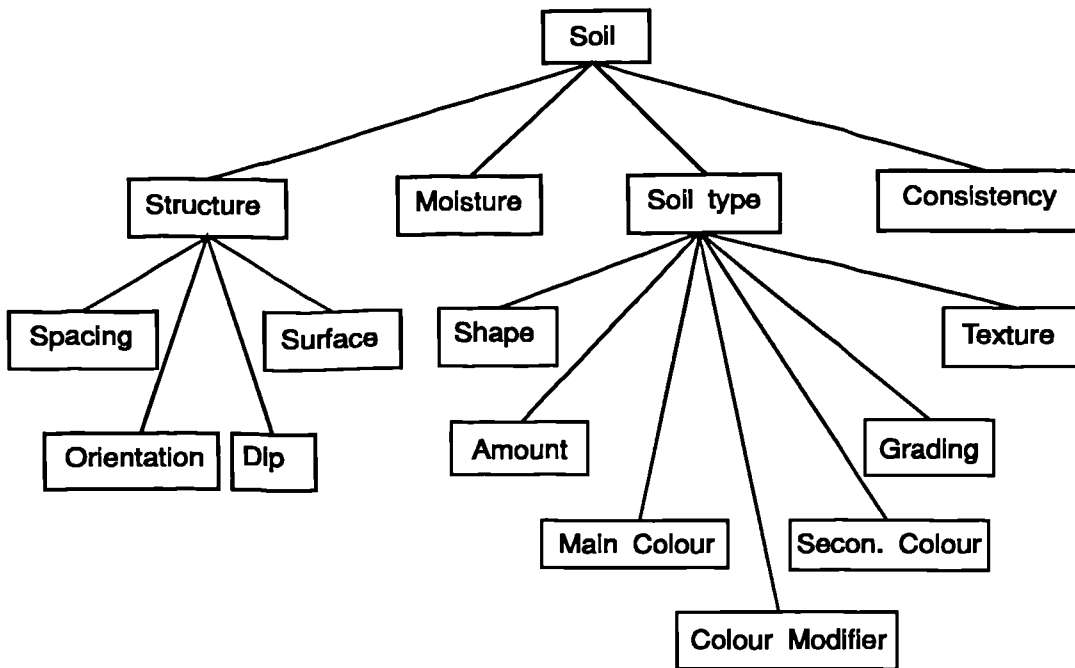 Soil
Structure
Moisture
Soil type
Consistency
Spacing
Surface
Shape
Texture
Orientation
Dip
Amount
Grading
Main Colour
Secon. Colour
Colour Modifier